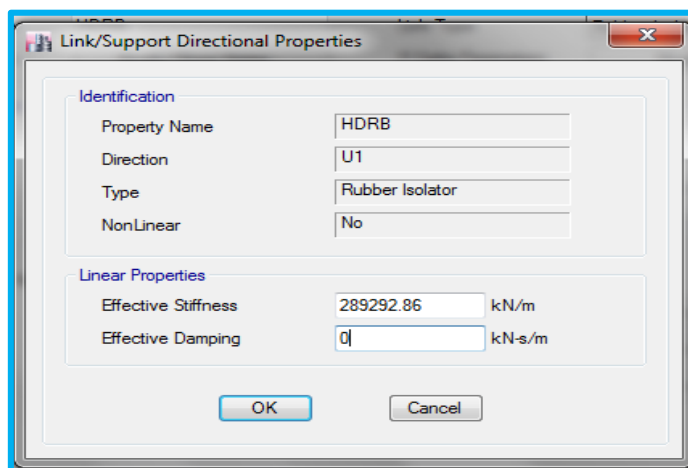 Link/Support Directional Properties
Identification
Property Name HDRB
Direction U1
Type Rubber Isolator
NonLinear No
Linear Properties
Effective Stiffness 289292.86 kN/m
Effective Damping 0 kN-s/m
OK Cancel